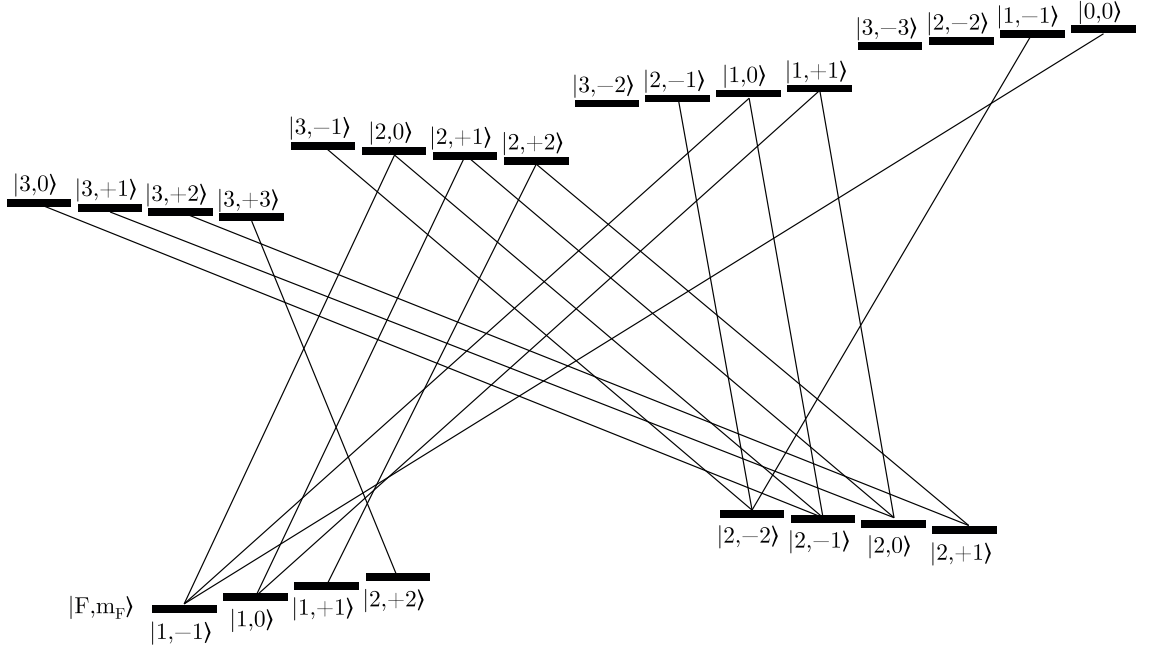 |3,−3⟩ |2,−2⟩ |1,−1⟩ |0,0⟩
|3,−2⟩ |2,−1⟩ |1,0⟩ |1,+1⟩
|3,−1⟩ |2,0⟩ |2,+1⟩ |2,+2⟩
|3,0⟩ |3,+1⟩ |3,+2⟩ |3,+3⟩
|2,−2⟩ |2,−1⟩ |2,0⟩ |2,+1⟩
|F,m_F⟩ |1,−1⟩ |1,0⟩ |1,+1⟩ |2,+2⟩